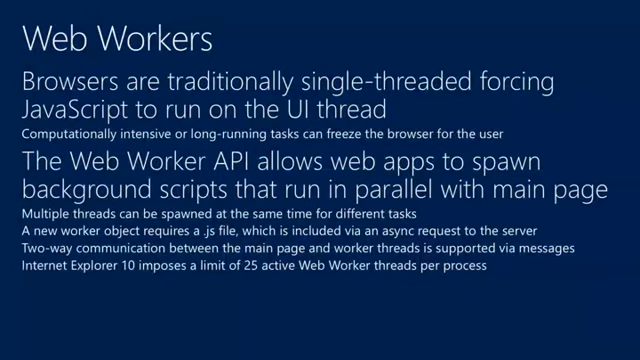 Web Workers
Browsers are traditionally single-threaded forcing
JavaScript to run on the UI thread
Computationally intensive or long-running tasks can freeze the browser for the user
The Web Worker API allows web apps to spawn
background scripts that run in parallel with main page
Multiple threads can be spawned at the same time for different tasks
A new worker object requires a .js file, which is included via an async request to the server
Two-way communication between the main page and worker threads is supported via messages
Internet Explorer 10 imposes a limit of 25 active Web Worker threads per process